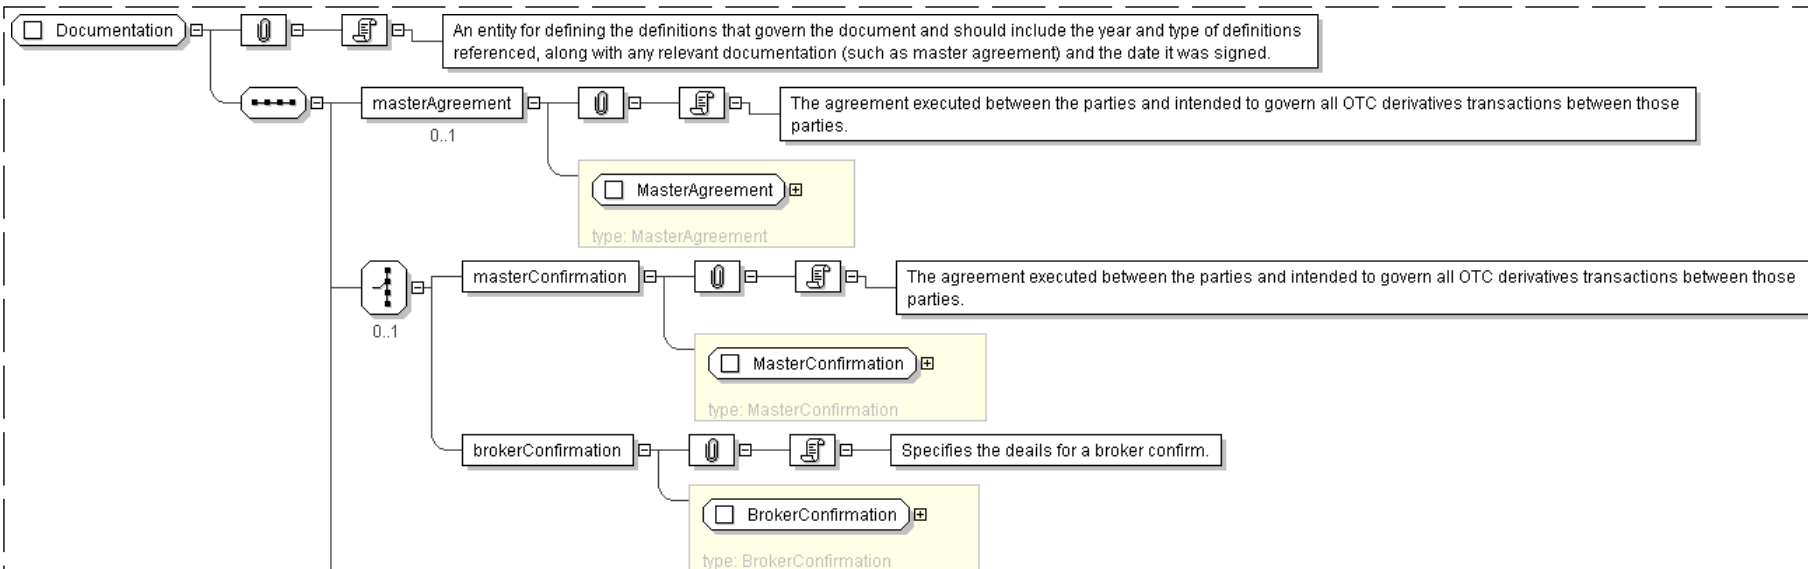 Documentation
An entity for defining the definitions that govern the document and should include the year and type of definitions
referenced, along with any relevant documentation (such as master agreement) and the date it was signed.
masterAgreement
0..1
The agreement executed between the parties and intended to govern all OTC derivatives transactions between those
parties.
MasterAgreement
type: MasterAgreement
masterConfirmation
0..1
The agreement executed between the parties and intended to govern all OTC derivatives transactions between those
parties.
MasterConfirmation
type: MasterConfirmation
brokerConfirmation
Specifies the deails for a broker confirm.
BrokerConfirmation
type: BrokerConfirmation